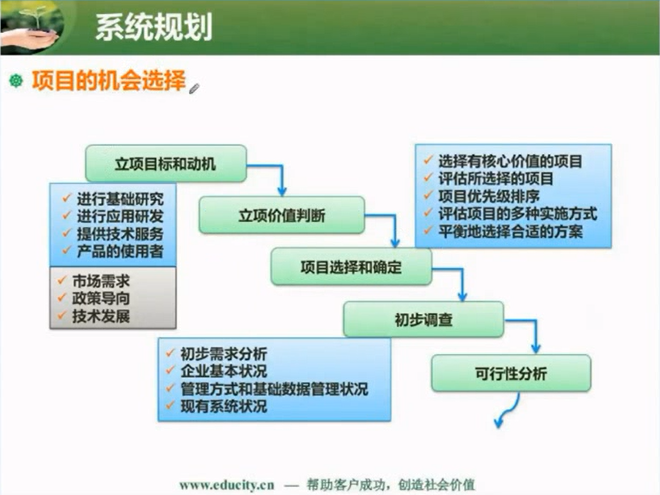 系统规划
项目的机会选择
立项目标和动机
进行基础研究
进行应用研发
提供技术服务
产品的使用者
市场需求
政策导向
技术发展
立项价值判断
选择有核心价值的项目
评估所选择的项目
项目优先级排序
评估项目的多种实施方式
平衡地选择合适的方案
项目选择和确定
初步调查
初步需求分析
企业基本状况
管理方式和基础数据管理状况
现有系统状况
可行性分析
www.educity.cn — 帮助客户成功，创造社会价值